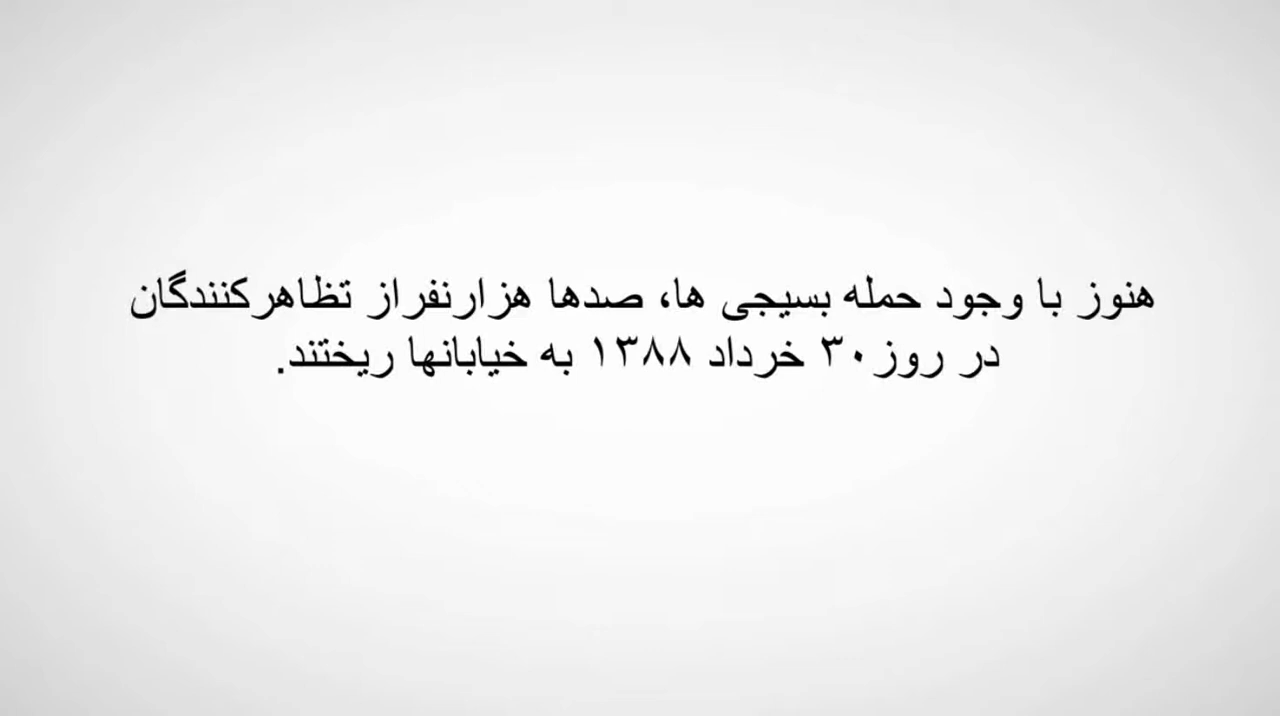 هنوز با وجود حمله بسیجی ها، صدها هزارنفراز تظاهرکنندگان
در روز۳۰ خرداد ۱۳۸۸ به خیابانها ریختند.